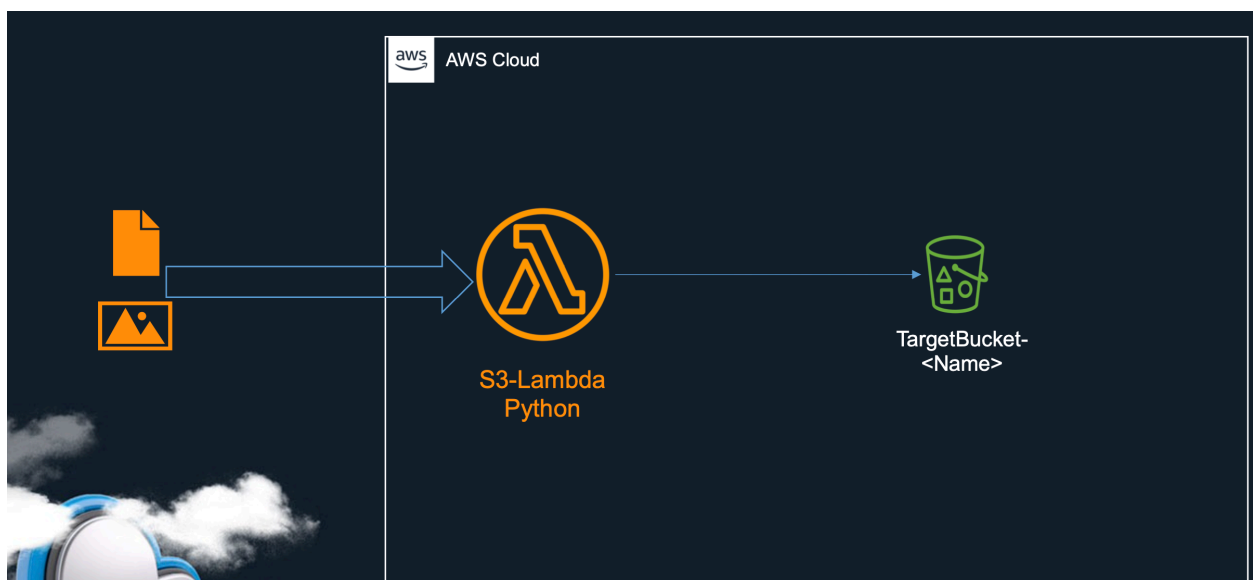 aws
AWS Cloud
S3-Lambda
Python
TargetBucket-
<Name>